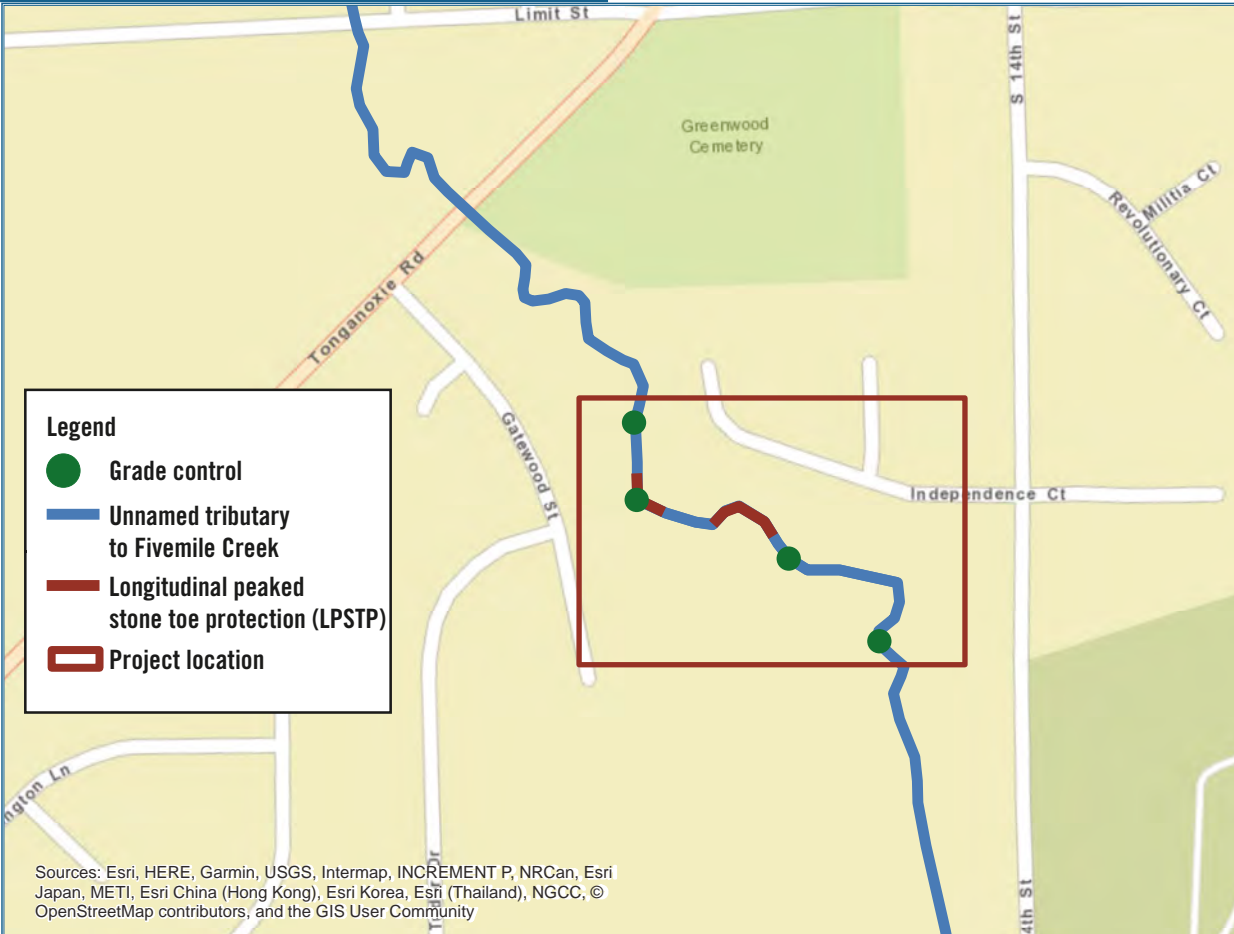 Limit St
S 14th St
Greenwood
Cemetery
Militia Ct
Revolutionary Ct
Tonganoxie Rd
Gatewood St
Independence Ct
Legend
Grade control
Unnamed tributary
to Fivemile Creek
Longitudinal peaked
stone toe protection (LPSTP)
Project location
ngton Ln
4th St
Sources: Esri, HERE, Garmin, USGS, Intermap, INCREMENT P, NRCan, Esri
Japan, METI, Esri China (Hong Kong), Esri Korea, Esri (Thailand), NGCC, ©
OpenStreetMap contributors, and the GIS User Community